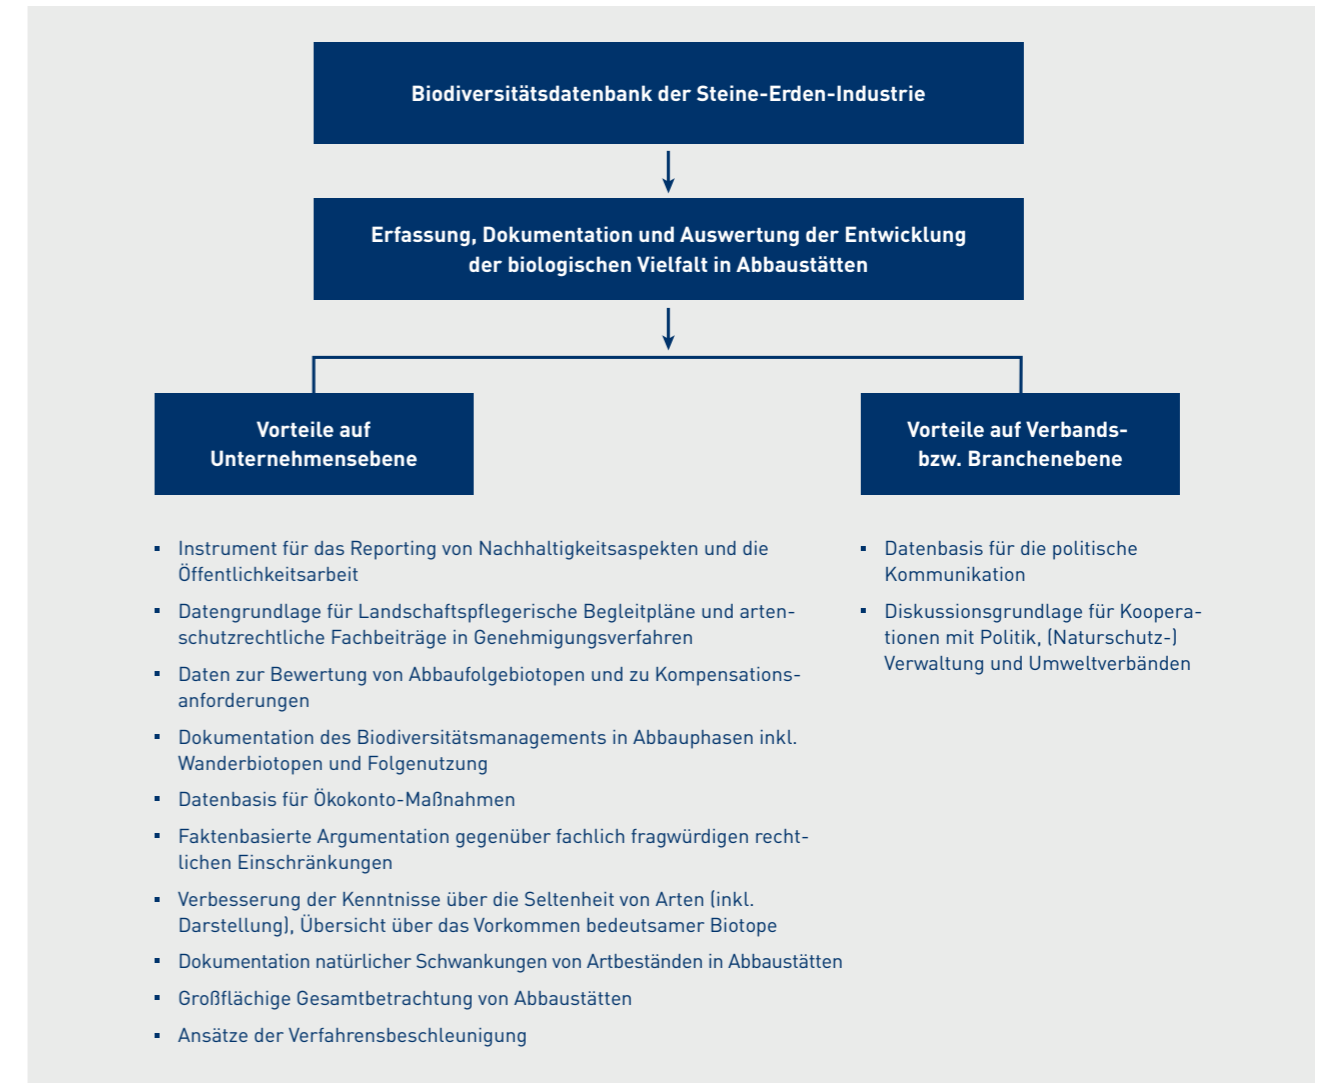 Biodiversitätsdatenbank der Steine-Erden-Industrie
Erfassung, Dokumentation und Auswertung der Entwicklung
der biologischen Vielfalt in Abbaustätten
Vorteile auf
Unternehmensebene
▪ Instrument für das Reporting von Nachhaltigkeitsaspekten und die
Öffentlichkeitsarbeit
▪ Datengrundlage für Landschaftspflegerische Begleitpläne und arten-
schutzrechtliche Fachbeiträge in Genehmigungsverfahren
▪ Daten zur Bewertung von Abbaufolgebiotopen und zu Kompensations-
anforderungen
▪ Dokumentation des Biodiversitätsmanagements in Abbauphasen inkl.
Wanderbiotopen und Folgenutzung
▪ Datenbasis für Ökokonto-Maßnahmen
▪ Faktenbasierte Argumentation gegenüber fachlich fragwürdigen recht-
lichen Einschränkungen
▪ Verbesserung der Kenntnisse über die Seltenheit von Arten (inkl.
Darstellung), Übersicht über das Vorkommen bedeutsamer Biotope
▪ Dokumentation natürlicher Schwankungen von Artbeständen in Abbaustätten
▪ Großflächige Gesamtbetrachtung von Abbaustätten
▪ Ansätze der Verfahrensbeschleunigung
Vorteile auf Verbands-
bzw. Branchenebene
▪ Datenbasis für die politische
Kommunikation
▪ Diskussionsgrundlage für Koopera-
tionen mit Politik, (Naturschutz-)
Verwaltung und Umweltverbänden